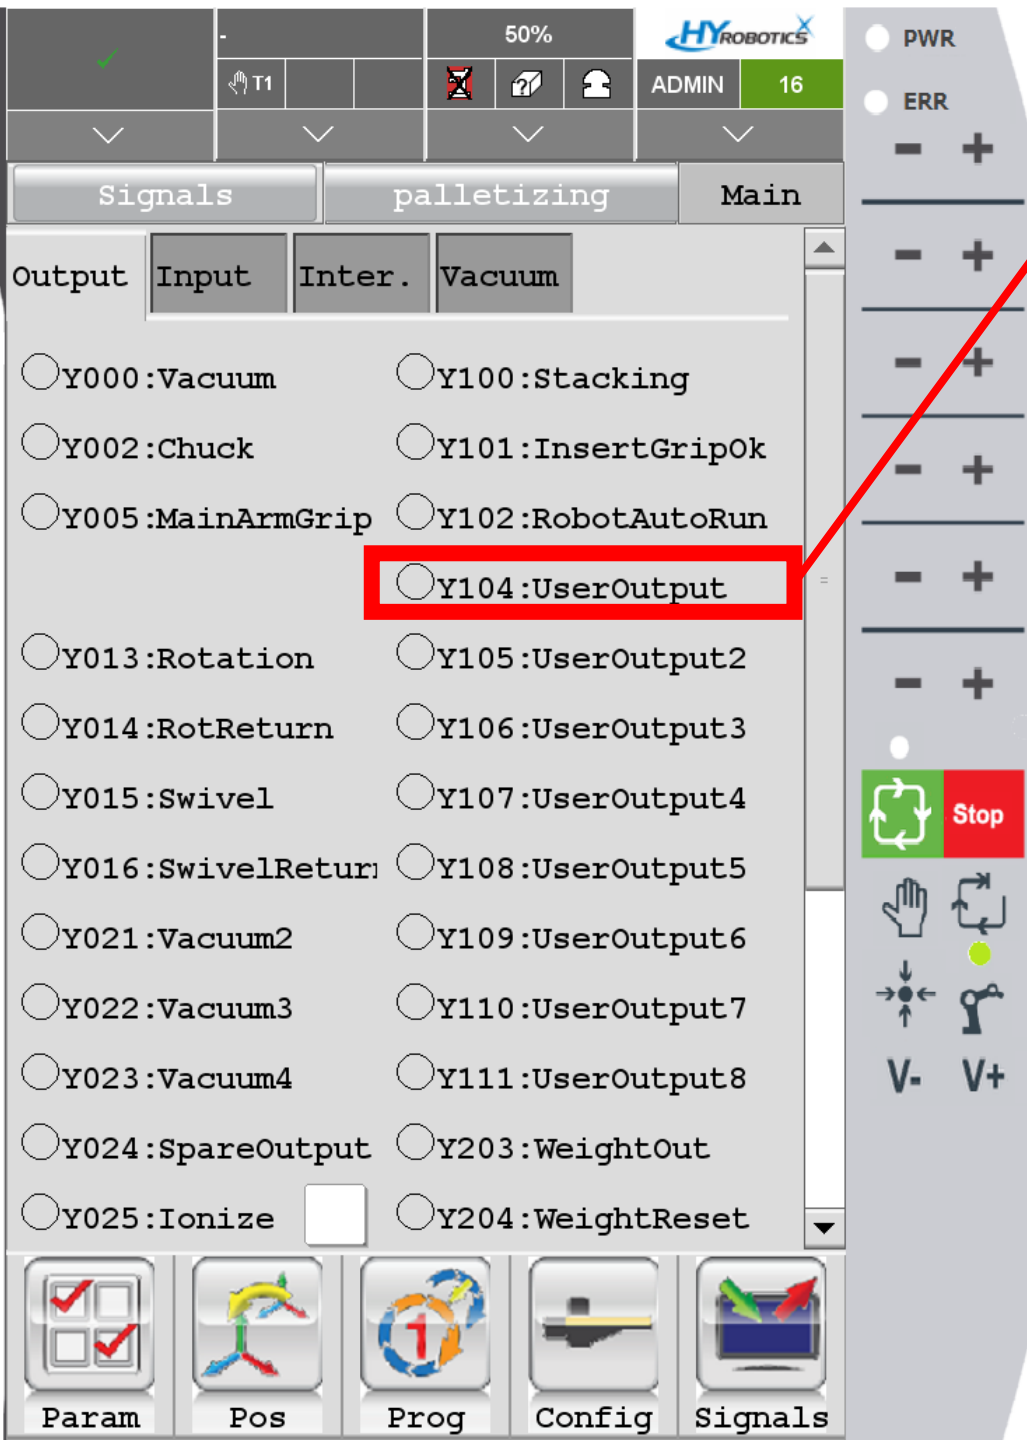 - 50% HYROBOTICS PWR
T1 ADMIN 16 ERR
- +
Signals palletizing Main
- +
Output Input Inter. Vacuum
Y000:Vacuum Y100:Stacking
- +
Y002:Chuck Y101:InsertGripOk
- +
Y005:MainArmGrip Y102:RobotAutoRun
Y104:UserOutput
- +
Y013:Rotation Y105:UserOutput2
- +
Y014:RotReturn Y106:UserOutput3
Y015:Swivel Y107:UserOutput4
Stop
Y016:SwivelReturn Y108:UserOutput5
Y021:Vacuum2 Y109:UserOutput6
Y022:Vacuum3 Y110:UserOutput7
Y023:Vacuum4 Y111:UserOutput8
V- V+
Y024:SpareOutput Y203:WeightOut
Y025:Ionize Y204:WeightReset
1
Param Pos Prog Config Signals